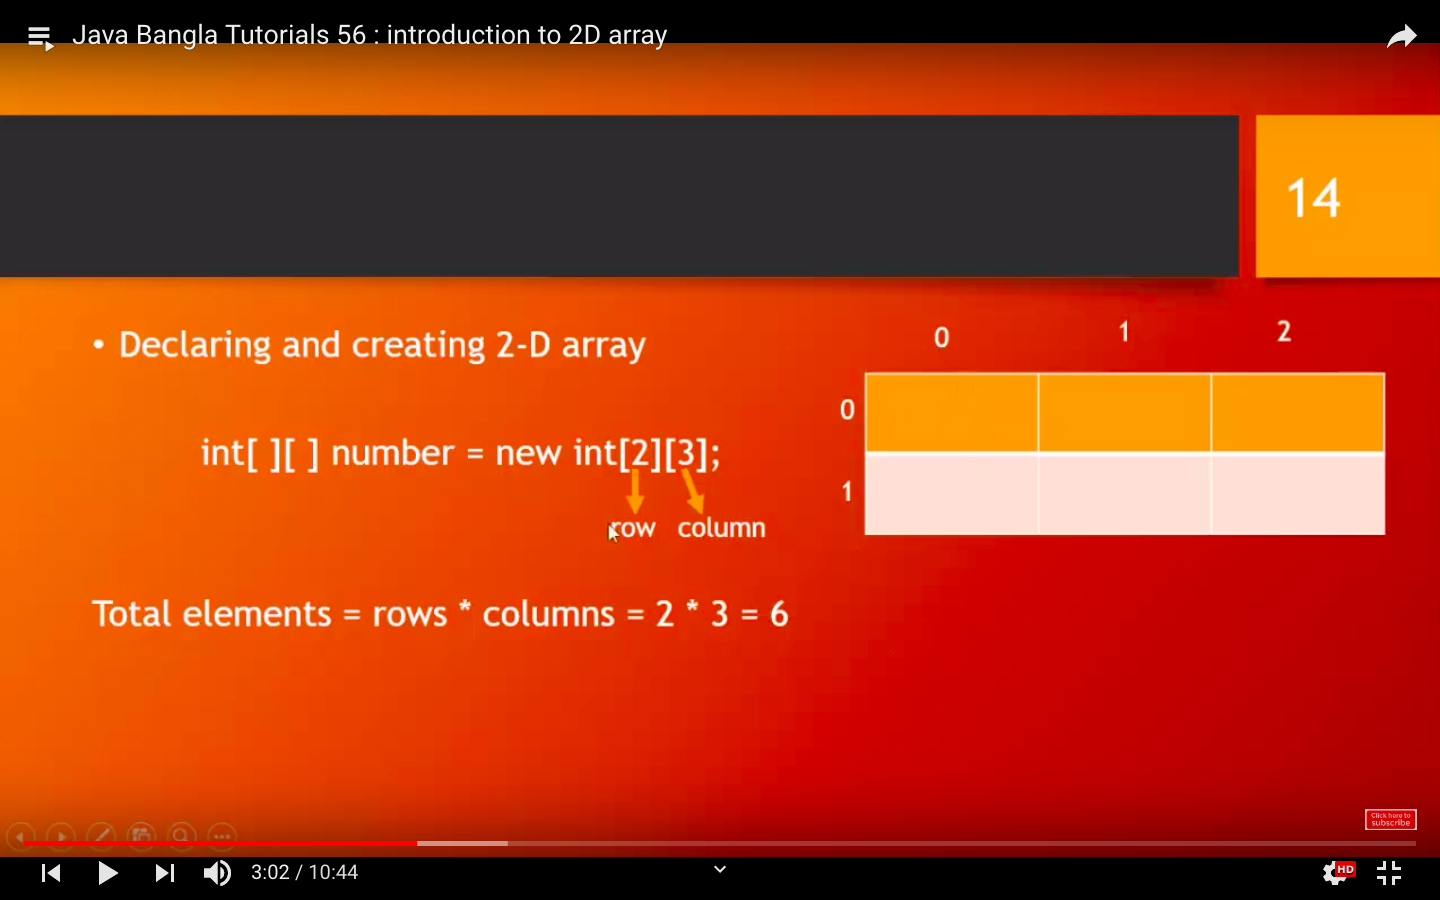 Java Bangla Tutorials 56 : introduction to 2D array
14
• Declaring and creating 2-D array
int[ ][ ] number = new int[2][3];
row column
Total elements = rows * columns = 2 * 3 = 6
0 1 2
0
1
Click here to
subscribe
3:02 / 10:44
HD